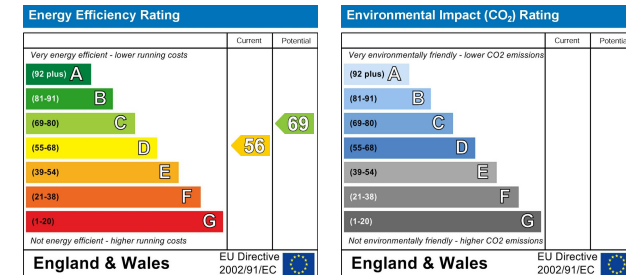 Energy Efficiency Rating
Current Potential
Very energy efficient - lower running costs
(92 plus) A
(81-91) B
(69-80) C
69
(55-68) D
56
(39-54) E
(21-38) F
(1-20) G
Not energy efficient - higher running costs
England & Wales
EU Directive
2002/91/EC
Environmental Impact (CO₂) Rating
Current Potential
Very environmentally friendly - lower CO2 emissions
(92 plus) A
(81-91) B
(69-80) C
(55-68) D
(39-54) E
(21-38) F
(1-20) G
Not environmentally friendly - higher CO2 emissions
England & Wales
EU Directive
2002/91/EC